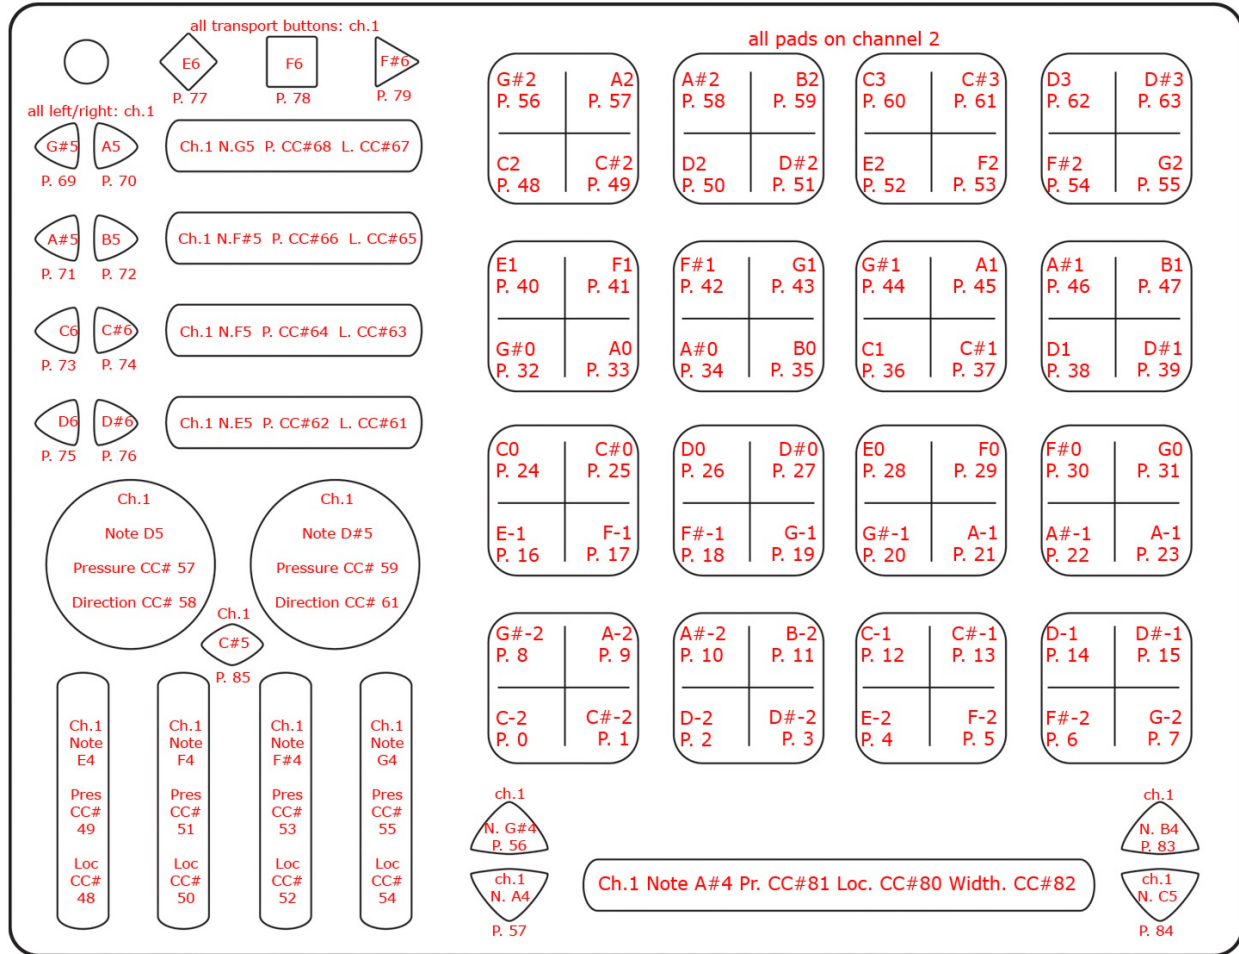 all transport buttons: ch.1
E6
F6
F#6
P. 77
P. 78
P. 79
all left/right: ch.1
G#5
A5
P. 69
P. 70
Ch.1 N.G5 P. CC#68 L. CC#67
A#5
B5
P. 71
P. 72
Ch.1 N.F#5 P. CC#66 L. CC#65
C6
C#6
P. 73
P. 74
Ch.1 N.F5 P. CC#64 L. CC#63
D6
D#6
P. 75
P. 76
Ch.1 N.E5 P. CC#62 L. CC#61
Ch.1
Note D5
Pressure CC# 57
Direction CC# 58
Ch.1
Note D#5
Pressure CC# 59
Direction CC# 61
Ch.1
C#5
P. 85
Ch.1
Note
E4
Pres
CC#
49
Loc
CC#
48
Ch.1
Note
F4
Pres
CC#
51
Loc
CC#
50
Ch.1
Note
F#4
Pres
CC#
53
Loc
CC#
52
Ch.1
Note
G4
Pres
CC#
55
Loc
CC#
54
all pads on channel 2
G#2 A2 A#2 B2 C3 C#3 D3 D#3
P. 56 P. 57 P. 58 P. 59 P. 60 P. 61 P. 62 P. 63
C2 C#2 D2 D#2 E2 F2 F#2 G2
P. 48 P. 49 P. 50 P. 51 P. 52 P. 53 P. 54 P. 55
E1 F1 F#1 G1 G#1 A1 A#1 B1
P. 40 P. 41 P. 42 P. 43 P. 44 P. 45 P. 46 P. 47
G#0 A0 A#0 B0 C1 C#1 D1 D#1
P. 32 P. 33 P. 34 P. 35 P. 36 P. 37 P. 38 P. 39
C0 C#0 D0 D#0 E0 F0 F#0 G0
P. 24 P. 25 P. 26 P. 27 P. 28 P. 29 P. 30 P. 31
E-1 F-1 F#-1 G-1 G#-1 A-1 A#-1 A-1
P. 16 P. 17 P. 18 P. 19 P. 20 P. 21 P. 22 P. 23
G#-2 A-2 A#-2 B-2 C-1 C#-1 D-1 D#-1
P. 8 P. 9 P. 10 P. 11 P. 12 P. 13 P. 14 P. 15
C-2 C#-2 D-2 D#-2 E-2 F-2 F#-2 G-2
P. 0 P. 1 P. 2 P. 3 P. 4 P. 5 P. 6 P. 7
ch.1
N. G#4
P. 56
ch.1
N. A4
P. 57
Ch.1 Note A#4 Pr. CC#81 Loc. CC#80 Width. CC#82
ch.1
N. B4
P. 83
ch.1
N. C5
P. 84